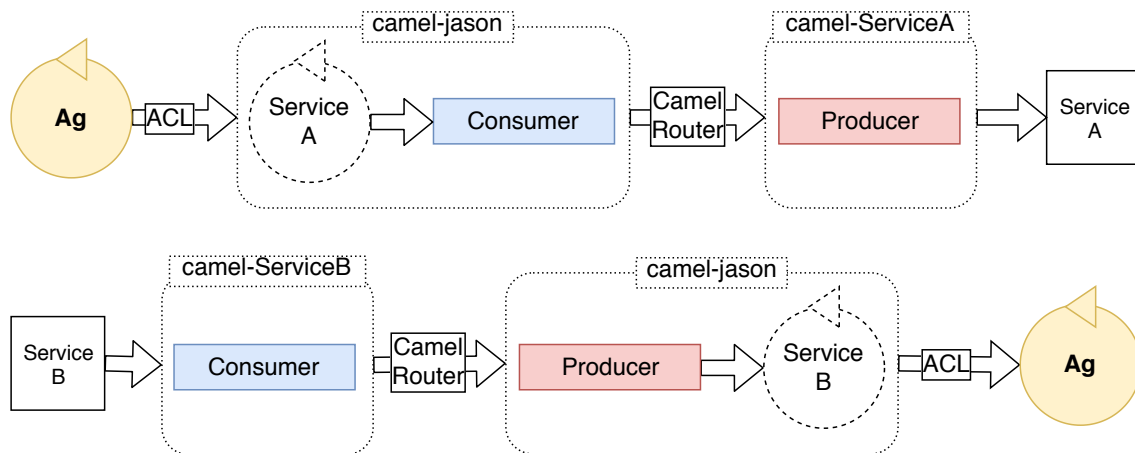 camel-jason
camel-ServiceA
Ag
ACL
Service
A
Consumer
Camel
Router
Producer
Service
A
camel-ServiceB
camel-jason
Service
B
Consumer
Camel
Router
Producer
Service
B
ACL
Ag